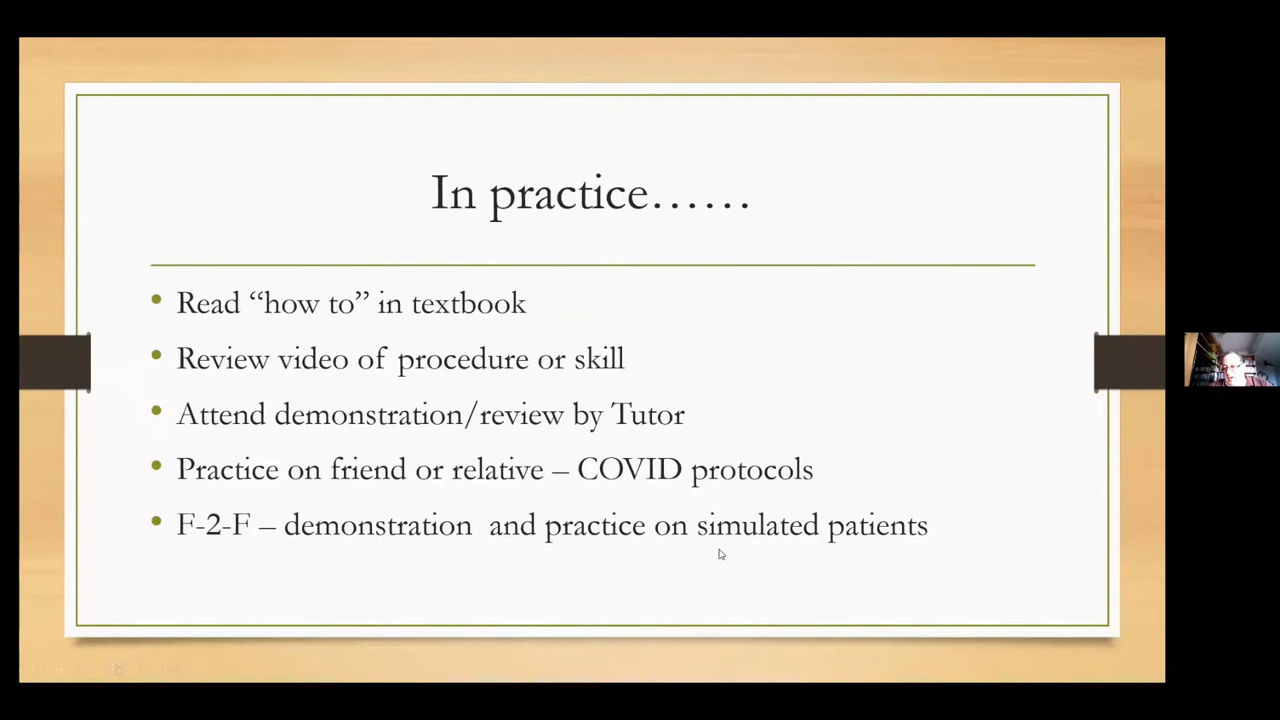 In practice……
• Read “how to” in textbook
• Review video of procedure or skill
• Attend demonstration/review by Tutor
• Practice on friend or relative – COVID protocols
• F-2-F – demonstration  and practice on simulated patients